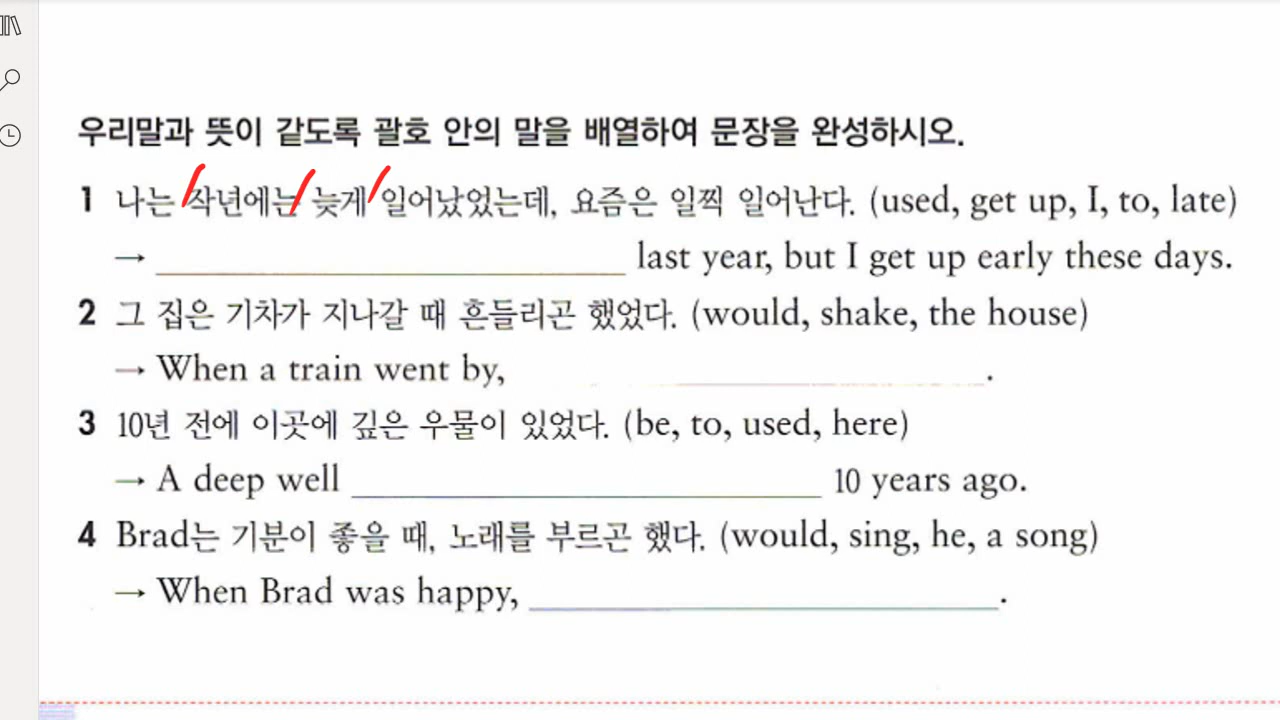 우리말과 뜻이 같도록 괄호 안의 말을 배열하여 문장을 완성하시오.
1 나는 작년에는 늦게 일어났었는데, 요즘은 일찍 일어난다. (used, get up, I, to, late)
→ ____________ last year, but I get up early these days.
2 그 집은 기차가 지나갈 때 흔들리곤 했었다. (would, shake, the house)
→ When a train went by, ____________.
3 10년 전에 이곳에 깊은 우물이 있었다. (be, to, used, here)
→ A deep well ____________ 10 years ago.
4 Brad는 기분이 좋을 때, 노래를 부르곤 했다. (would, sing, he, a song)
→ When Brad was happy, ____________.